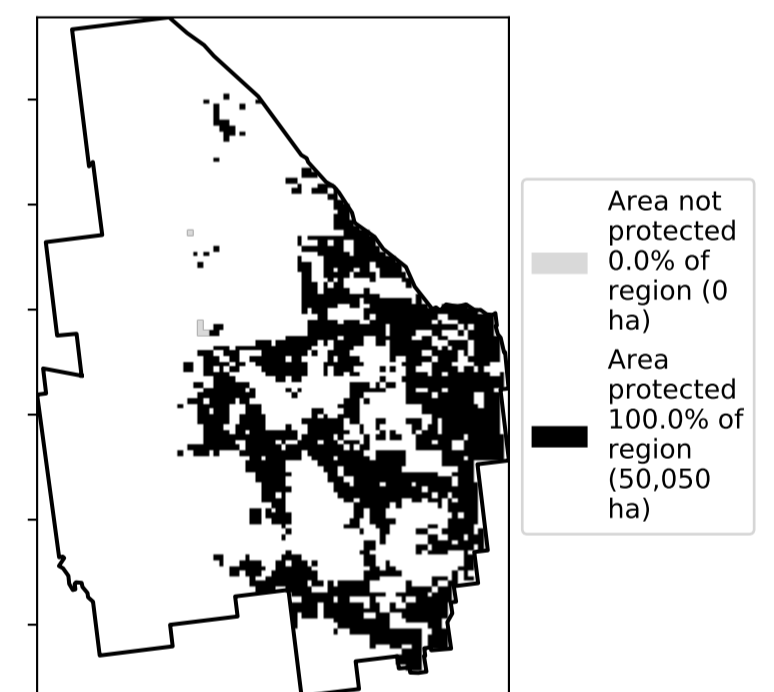 Area not
protected
0.0% of
region (0
ha)
Area
protected
100.0% of
region
(50,050
ha)